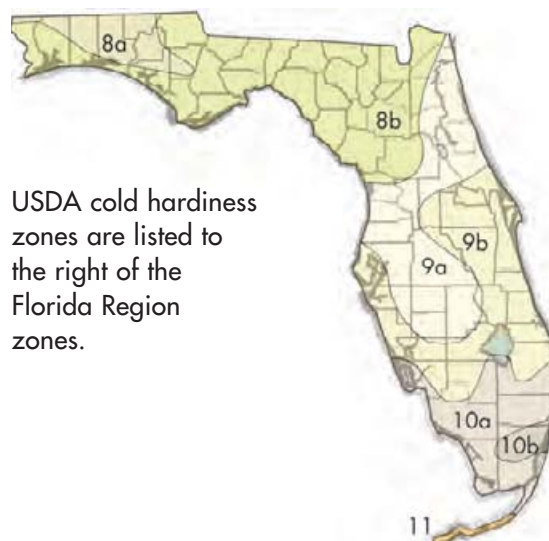 8a
8b
USDA cold hardiness
zones are listed to
the right of the
Florida Region
zones.
9b
9a
10a
10b
11